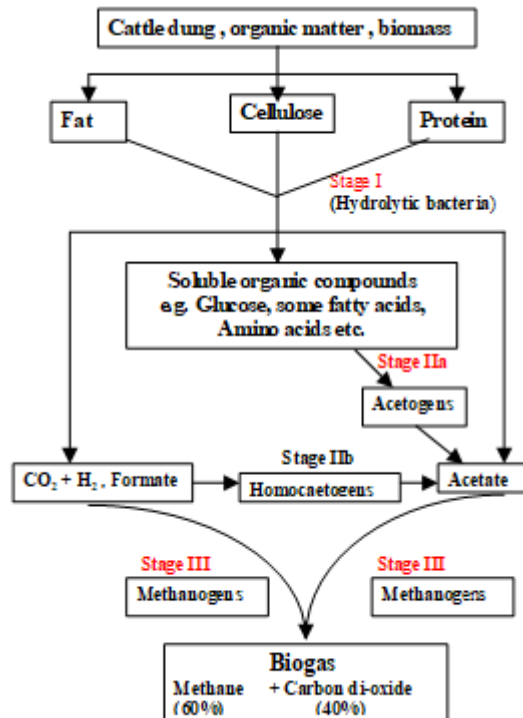 Cattle dung , organic matter , biomass
Fat
Cellulose
Protein
Stage I
(Hydrolytic bacteria)
Soluble organic compounds
e.g. Glucose, some fatty acids,
Amino acids etc.
Stage IIa
Acetogens
Stage IIb
CO₂ + H₂ , Formate
Homocaetogens
Acetate
Stage III
Stage III
Methanogens
Methanogens
Biogas
Methane + Carbon di-oxide
(60%) (40%)